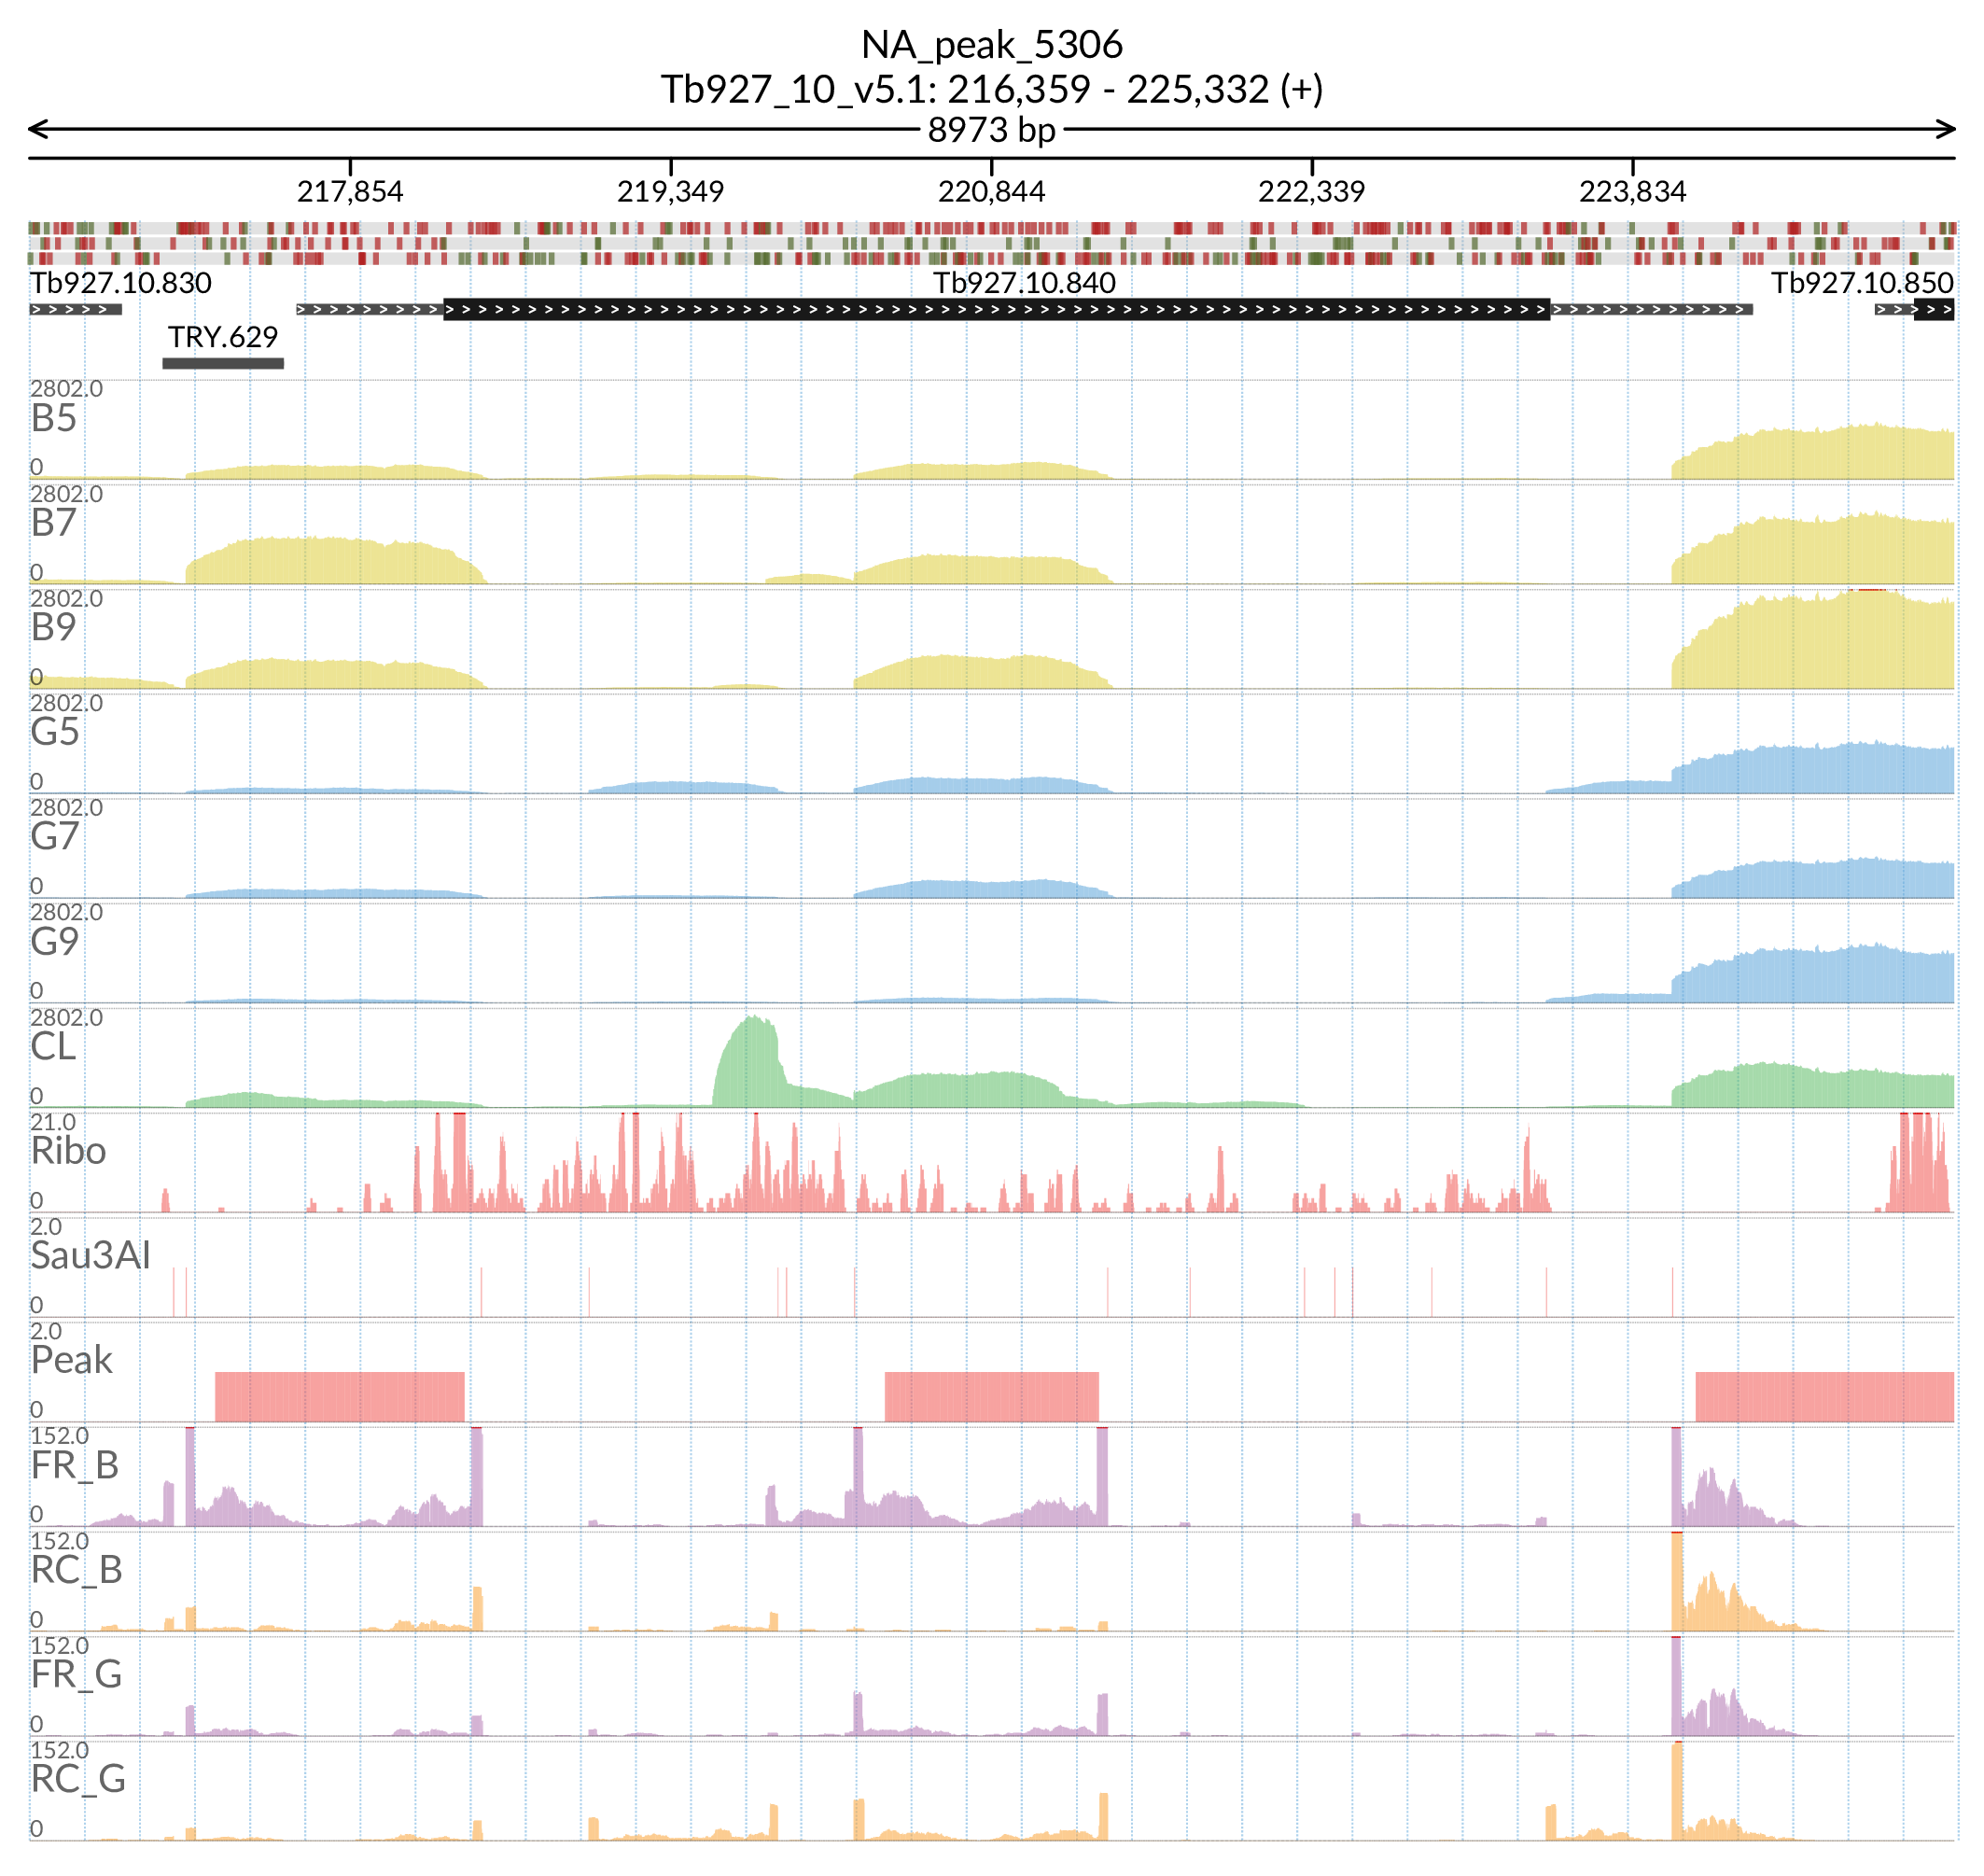 NA_peak_5306
Tb927_10_v5.1: 216,359 - 225,332 (+)
8973 bp
217,854 219,349 220,844 222,339 223,834
Tb927.10.830 Tb927.10.840 Tb927.10.850
TRY.629
2802.0
B5
0
2802.0
B7
0
2802.0
B9
0
2802.0
G5
0
2802.0
G7
0
2802.0
G9
0
2802.0
CL
0
21.0
Ribo
0
2.0
Sau3AI
0
2.0
Peak
0
152.0
FR_B
0
152.0
RC_B
0
152.0
FR_G
0
152.0
RC_G
0